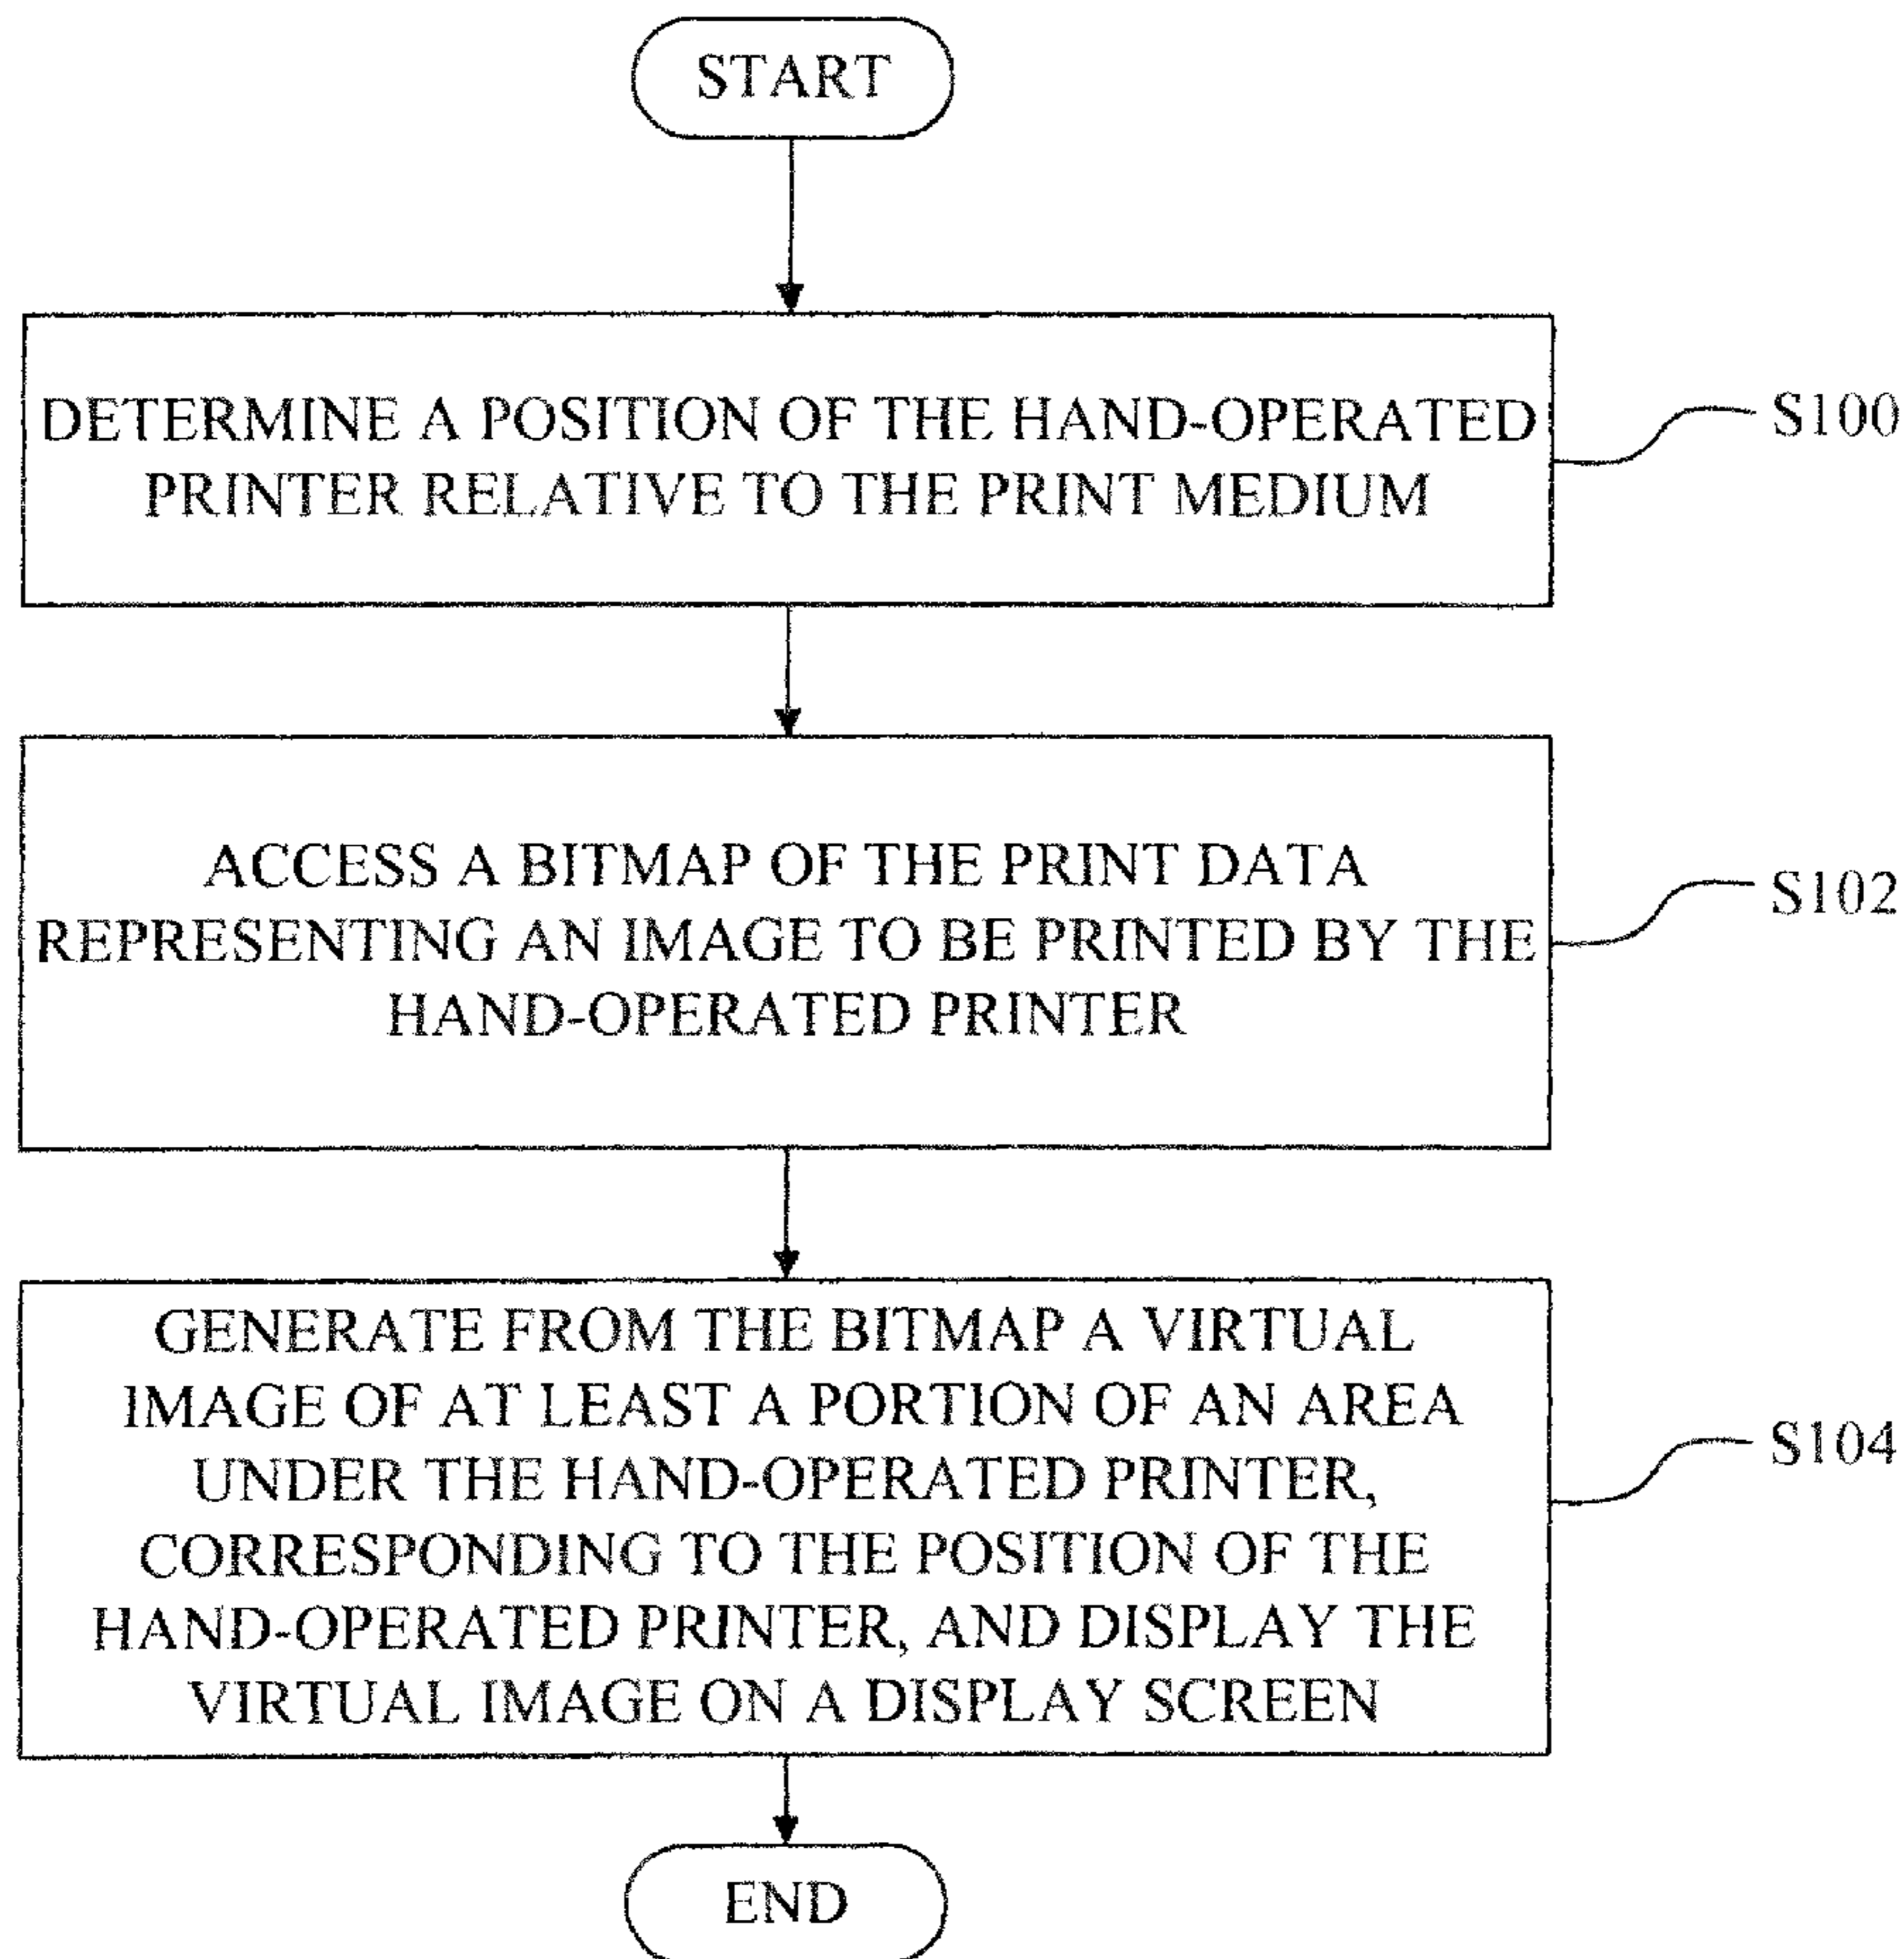 START
DETERMINE A POSITION OF THE HAND-OPERATED
PRINTER RELATIVE TO THE PRINT MEDIUM
S100
ACCESS A BITMAP OF THE PRINT DATA
REPRESENTING AN IMAGE TO BE PRINTED BY THE
HAND-OPERATED PRINTER
S102
GENERATE FROM THE BITMAP A VIRTUAL
IMAGE OF AT LEAST A PORTION OF AN AREA
UNDER THE HAND-OPERATED PRINTER,
CORRESPONDING TO THE POSITION OF THE
HAND-OPERATED PRINTER, AND DISPLAY THE
VIRTUAL IMAGE ON A DISPLAY SCREEN
S104
END